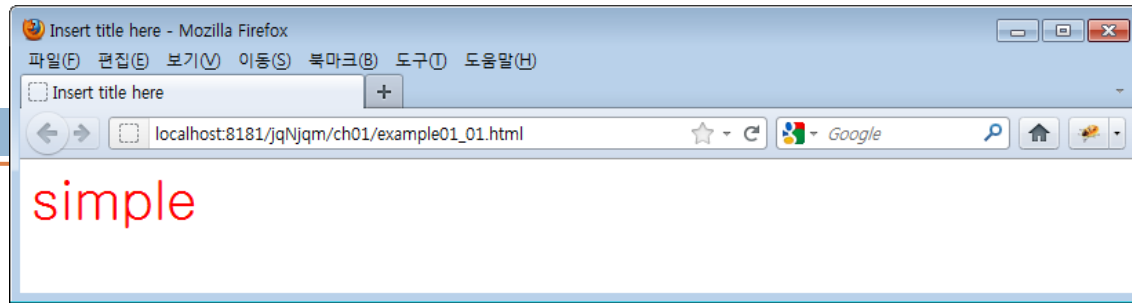 Insert title here - Mozilla Firefox
파일(F) 편집(E) 보기(V) 이동(S) 북마크(B) 도구(T) 도움말(H)
Insert title here +
localhost:8181/jqNjqm/ch01/example01_01.html Google
simple